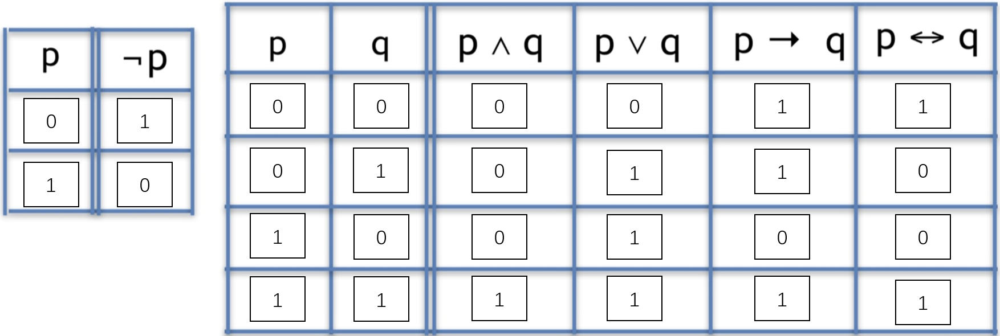 p ¬p
0 1
1 0
p q p ∧ q p ∨ q p → q p ↔ q
0 0 0 0 1 1
0 1 0 1 1 0
1 0 0 1 0 0
1 1 1 1 1 1